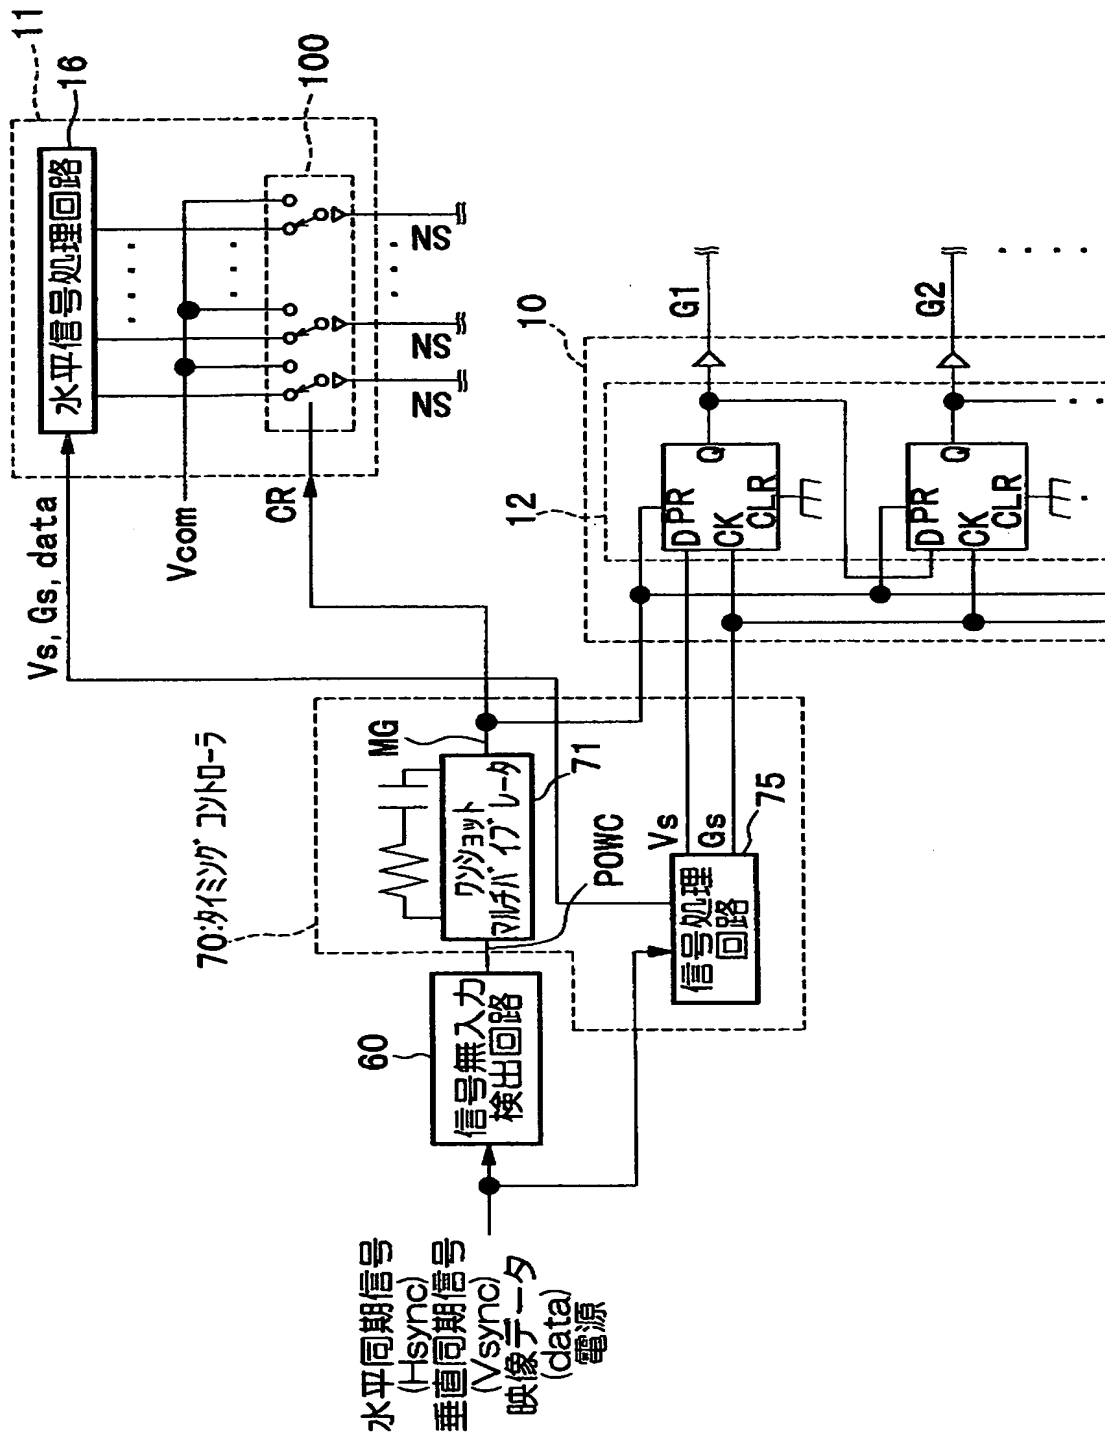 水平同期信号
(Hsync)
垂直同期信号
(Vsync)
映像データ
(data)
電源
60
信号無入力
検出回路
70:タイミングコントローラ
POWC
ワンショット
マルチバイブレータ
71
MG
信号処理
回路
75
Vs
Gs
Vs, Gs, data
Vcom
CR
11
水平信号処理回路
16
100
NS
NS
NS
10
12
D
PR
CK
CLR
Q
G1
D
PR
CK
CLR
Q
G2